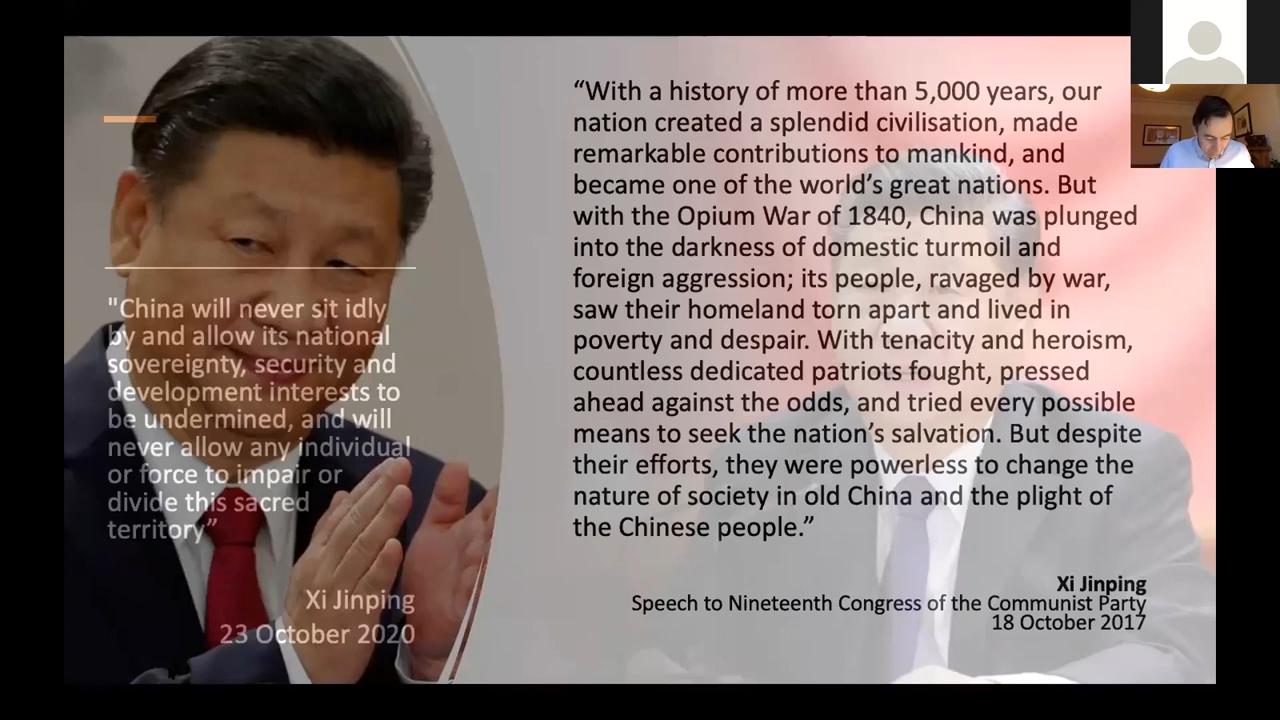 "China will never sit idly
by and allow its national
sovereignty, security and
development interests to
be undermined, and will
never allow any individual
or force to impair or
divide this sacred
territory”
Xi Jinping
23 October 2020
“With a history of more than 5,000 years, our
nation created a splendid civilisation, made
remarkable contributions to mankind, and
became one of the world’s great nations. But
with the Opium War of 1840, China was plunged
into the darkness of domestic turmoil and
foreign aggression; its people, ravaged by war,
saw their homeland torn apart and lived in
poverty and despair. With tenacity and heroism,
countless dedicated patriots fought, pressed
ahead against the odds, and tried every possible
means to seek the nation’s salvation. But despite
their efforts, they were powerless to change the
nature of society in old China and the plight of
the Chinese people.”
Xi Jinping
Speech to Nineteenth Congress of the Communist Party
18 October 2017